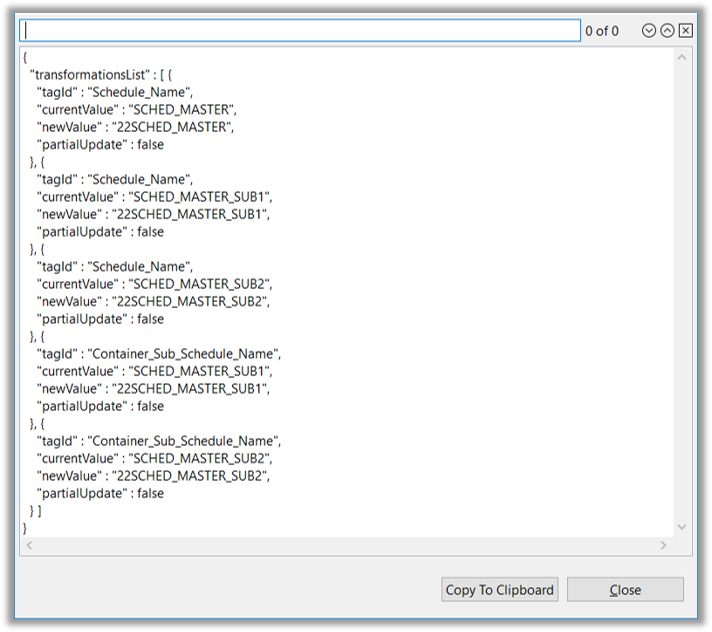 0 of 0
{
"transformationsList" : [ {
"tagId" : "Schedule_Name",
"currentValue" : "SCHED_MASTER",
"newValue" : "22SCHED_MASTER",
"partialUpdate" : false
}, {
"tagId" : "Schedule_Name",
"currentValue" : "SCHED_MASTER_SUB1",
"newValue" : "22SCHED_MASTER_SUB1",
"partialUpdate" : false
}, {
"tagId" : "Schedule_Name",
"currentValue" : "SCHED_MASTER_SUB2",
"newValue" : "22SCHED_MASTER_SUB2",
"partialUpdate" : false
}, {
"tagId" : "Container_Sub_Schedule_Name",
"currentValue" : "SCHED_MASTER_SUB1",
"newValue" : "22SCHED_MASTER_SUB1",
"partialUpdate" : false
}, {
"tagId" : "Container_Sub_Schedule_Name",
"currentValue" : "SCHED_MASTER_SUB2",
"newValue" : "22SCHED_MASTER_SUB2",
"partialUpdate" : false
} ]
}
Copy To Clipboard Close